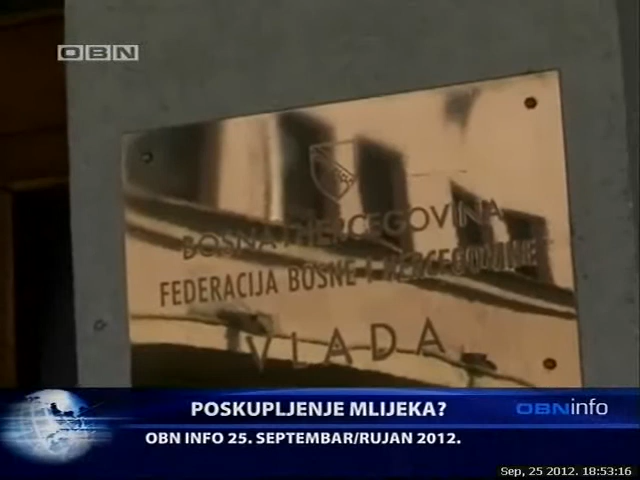 OBN
BOSNA I HERCEGOVINA
FEDERACIJA BOSNE I HERCEGOVINE
VLADA
POSKUPLJENJE MLIJEKA?
OBNinfo
OBN INFO 25. SEPTEMBAR/RUJAN 2012.
Sep, 25 2012. 18:53:16